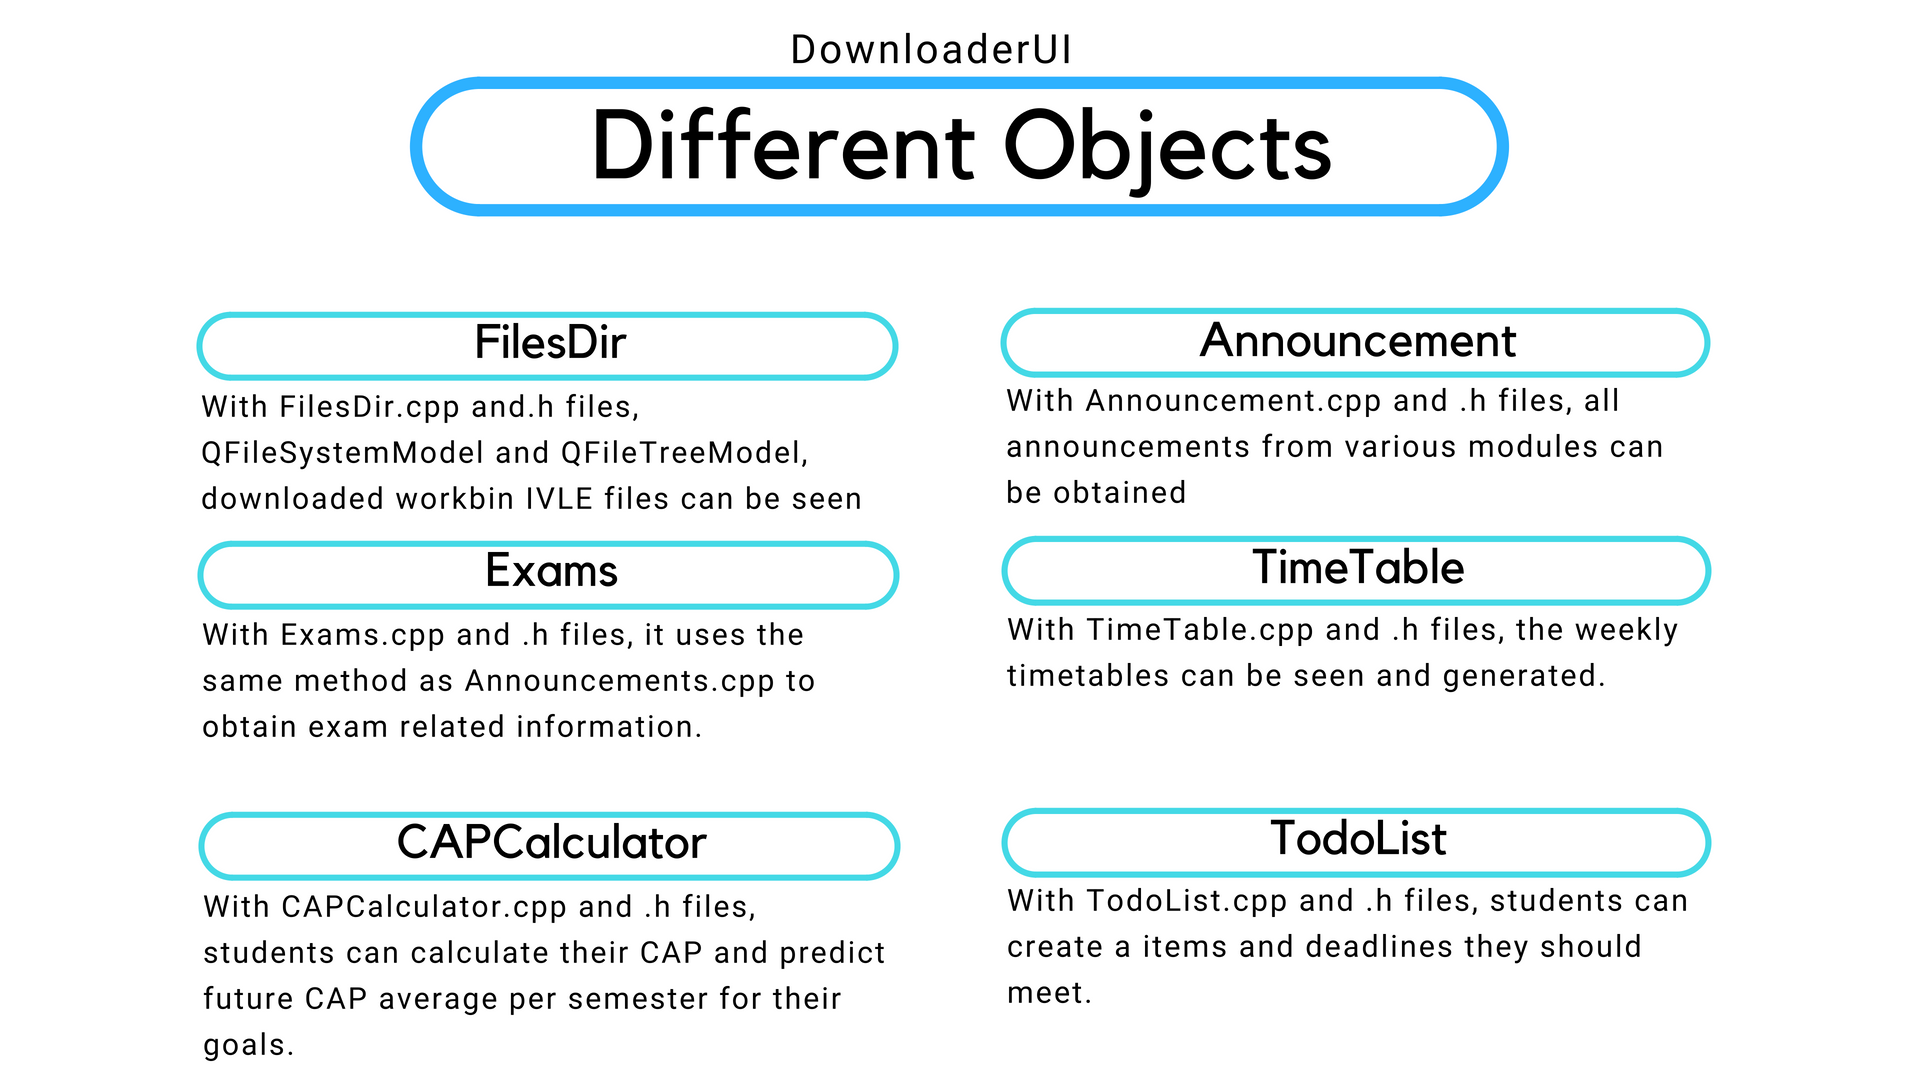 DownloaderUI
Different Objects
FilesDir
With FilesDir.cpp and.h files,
QFileSystemModel and QFileTreeModel,
downloaded workbin IVLE files can be seen
Announcement
With Announcement.cpp and .h files, all
announcements from various modules can
be obtained
Exams
With Exams.cpp and .h files, it uses the
same method as Announcements.cpp to
obtain exam related information.
TimeTable
With TimeTable.cpp and .h files, the weekly
timetables can be seen and generated.
CAPCalculator
With CAPCalculator.cpp and .h files,
students can calculate their CAP and predict
future CAP average per semester for their
goals.
TodoList
With TodoList.cpp and .h files, students can
create a items and deadlines they should
meet.